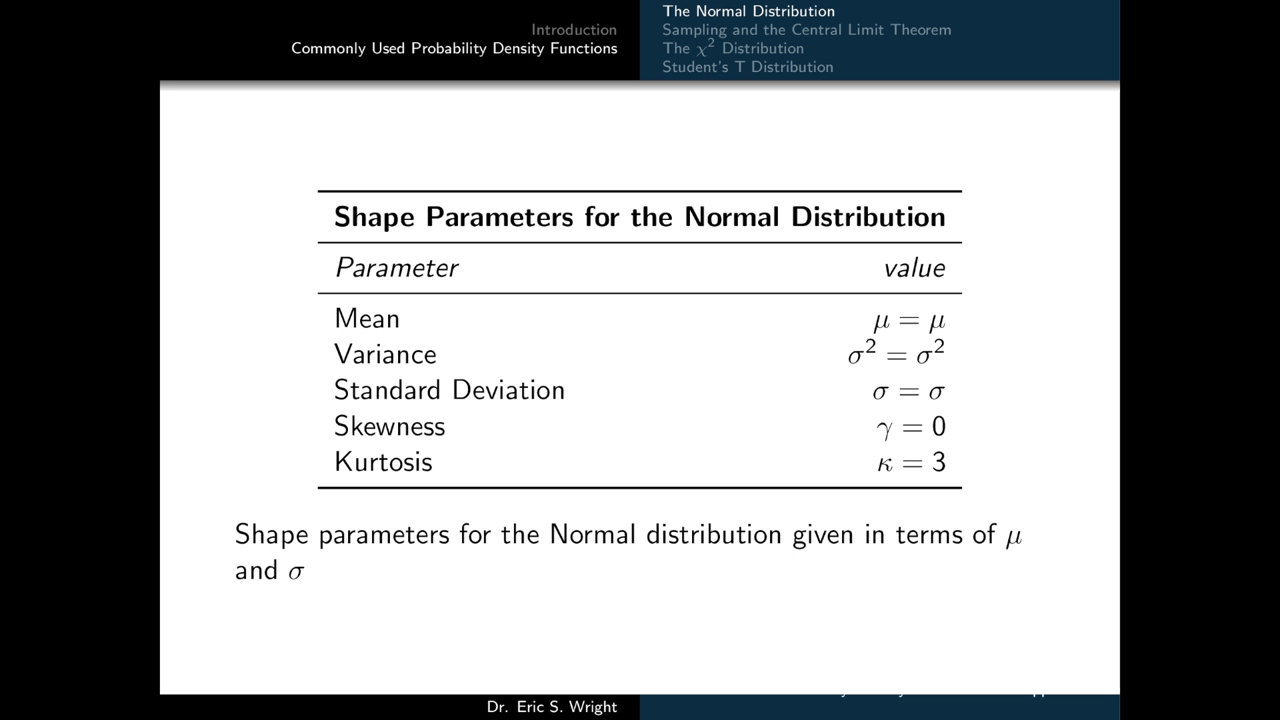 Introduction
Commonly Used Probability Density Functions
The Normal Distribution
Sampling and the Central Limit Theorem
The χ² Distribution
Student's T Distribution
Shape Parameters for the Normal Distribution
Parameter value
Mean μ = μ
Variance σ² = σ²
Standard Deviation σ = σ
Skewness γ = 0
Kurtosis κ = 3
Shape parameters for the Normal distribution given in terms of μ
and σ
Dr. Eric S. Wright